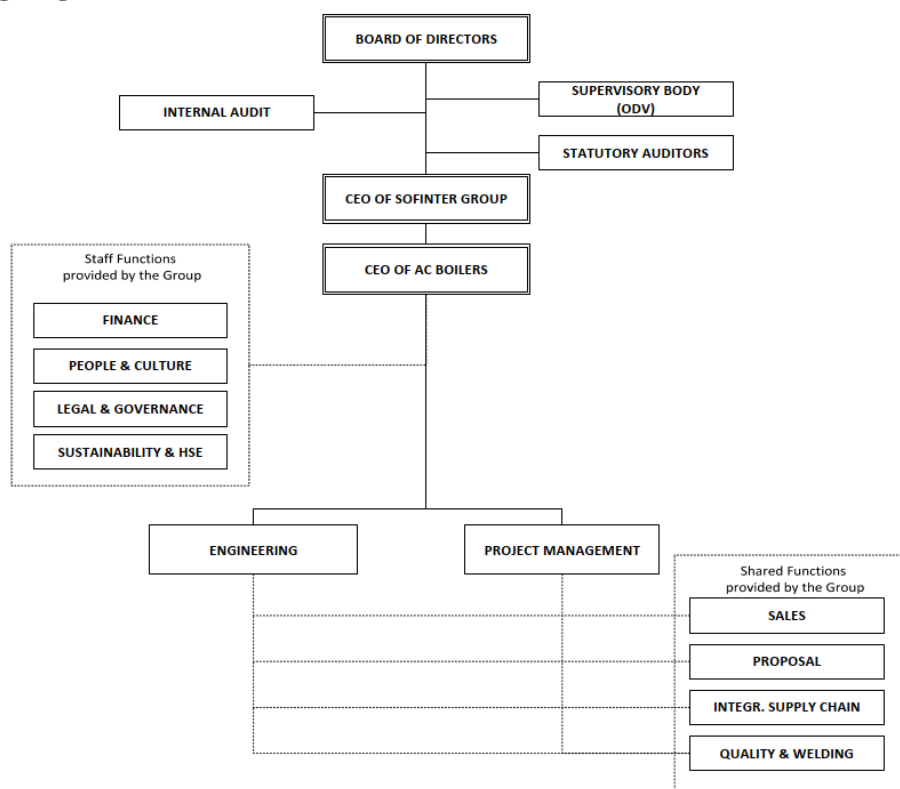 BOARD OF DIRECTORS
SUPERVISORY BODY
(ODV)
INTERNAL AUDIT
STATUTORY AUDITORS
CEO OF SOFINTER GROUP
CEO OF AC BOILERS
Staff Functions
provided by the Group
FINANCE
PEOPLE & CULTURE
LEGAL & GOVERNANCE
SUSTAINABILITY & HSE
ENGINEERING
PROJECT MANAGEMENT
Shared Functions
provided by the Group
SALES
PROPOSAL
INTEGR. SUPPLY CHAIN
QUALITY & WELDING